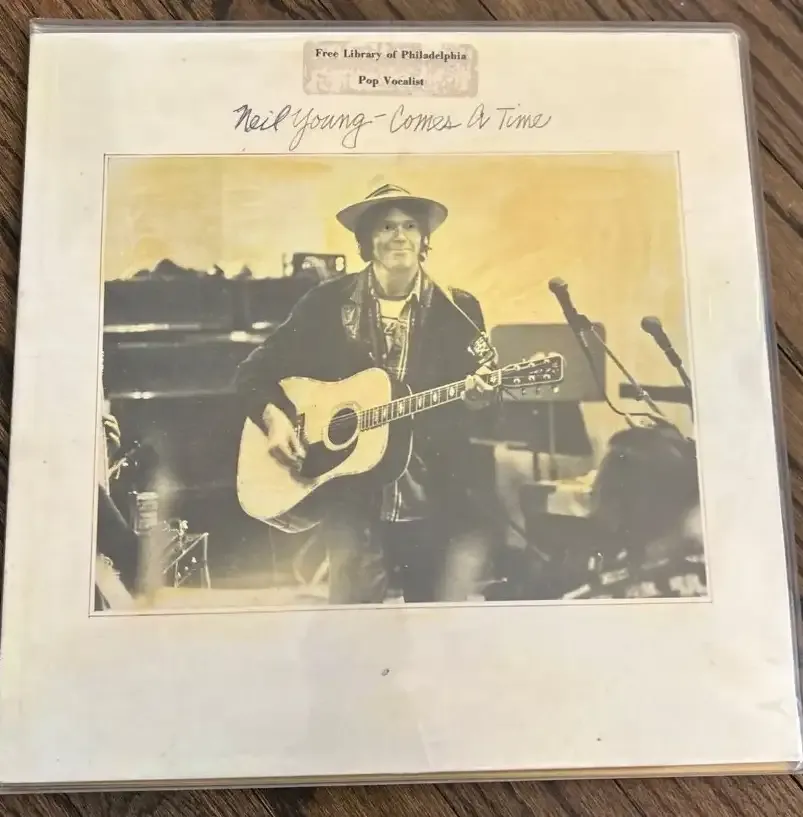 Free Library of Philadelphia
Pop Vocalist
Neil Young - Comes A Time